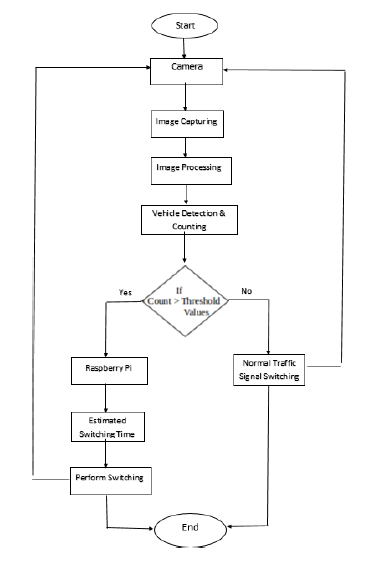 Start
Camera
Image Capturing
Image Processing
Vehicle Detection &
Counting
If
Count > Threshold
Values
Yes
No
Raspberry Pi
Normal Traffic
Signal Switching
Estimated
Switching Time
Perform Switching
End